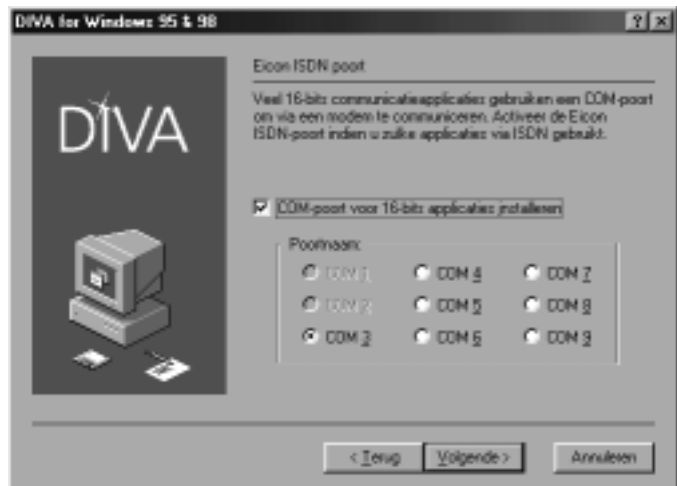 DIVA for Windows 95 & 98
DIVA
Eicon ISDN poort
Veel 16-bits communicatieapplicaties gebruiken een COM-poort
om via een modem te communiceren. Activeer de Eicon
ISDN-poort indien u zulke applicaties via ISDN gebruikt.
COM-poort voor 16-bits applicaties installeren
Poortnaam:
COM 1 COM 4 COM 7
COM 2 COM 5 COM 8
COM 3 COM 6 COM 9
< Terug Volgende > Annuleren